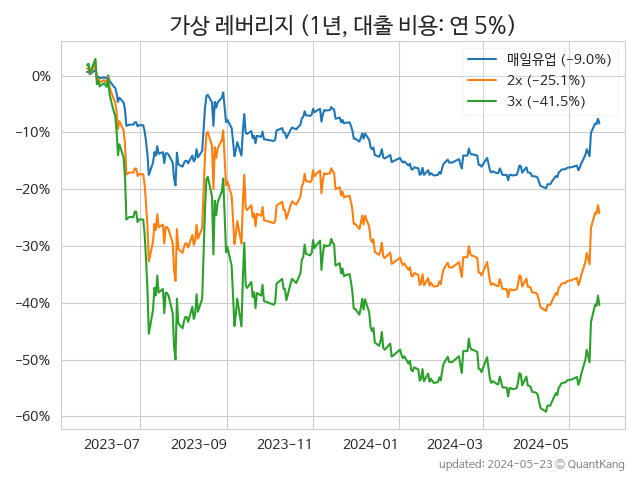 가상 레버리지 (1년, 대출 비용: 연 5%)
매일유업 (−9.0%)
2x (−25.1%)
3x (−41.5%)
0%
−10%
−20%
−30%
−40%
−50%
−60%
2023-07 2023-09 2023-11 2024-01 2024-03 2024-05
updated: 2024-05-23 © QuantKang